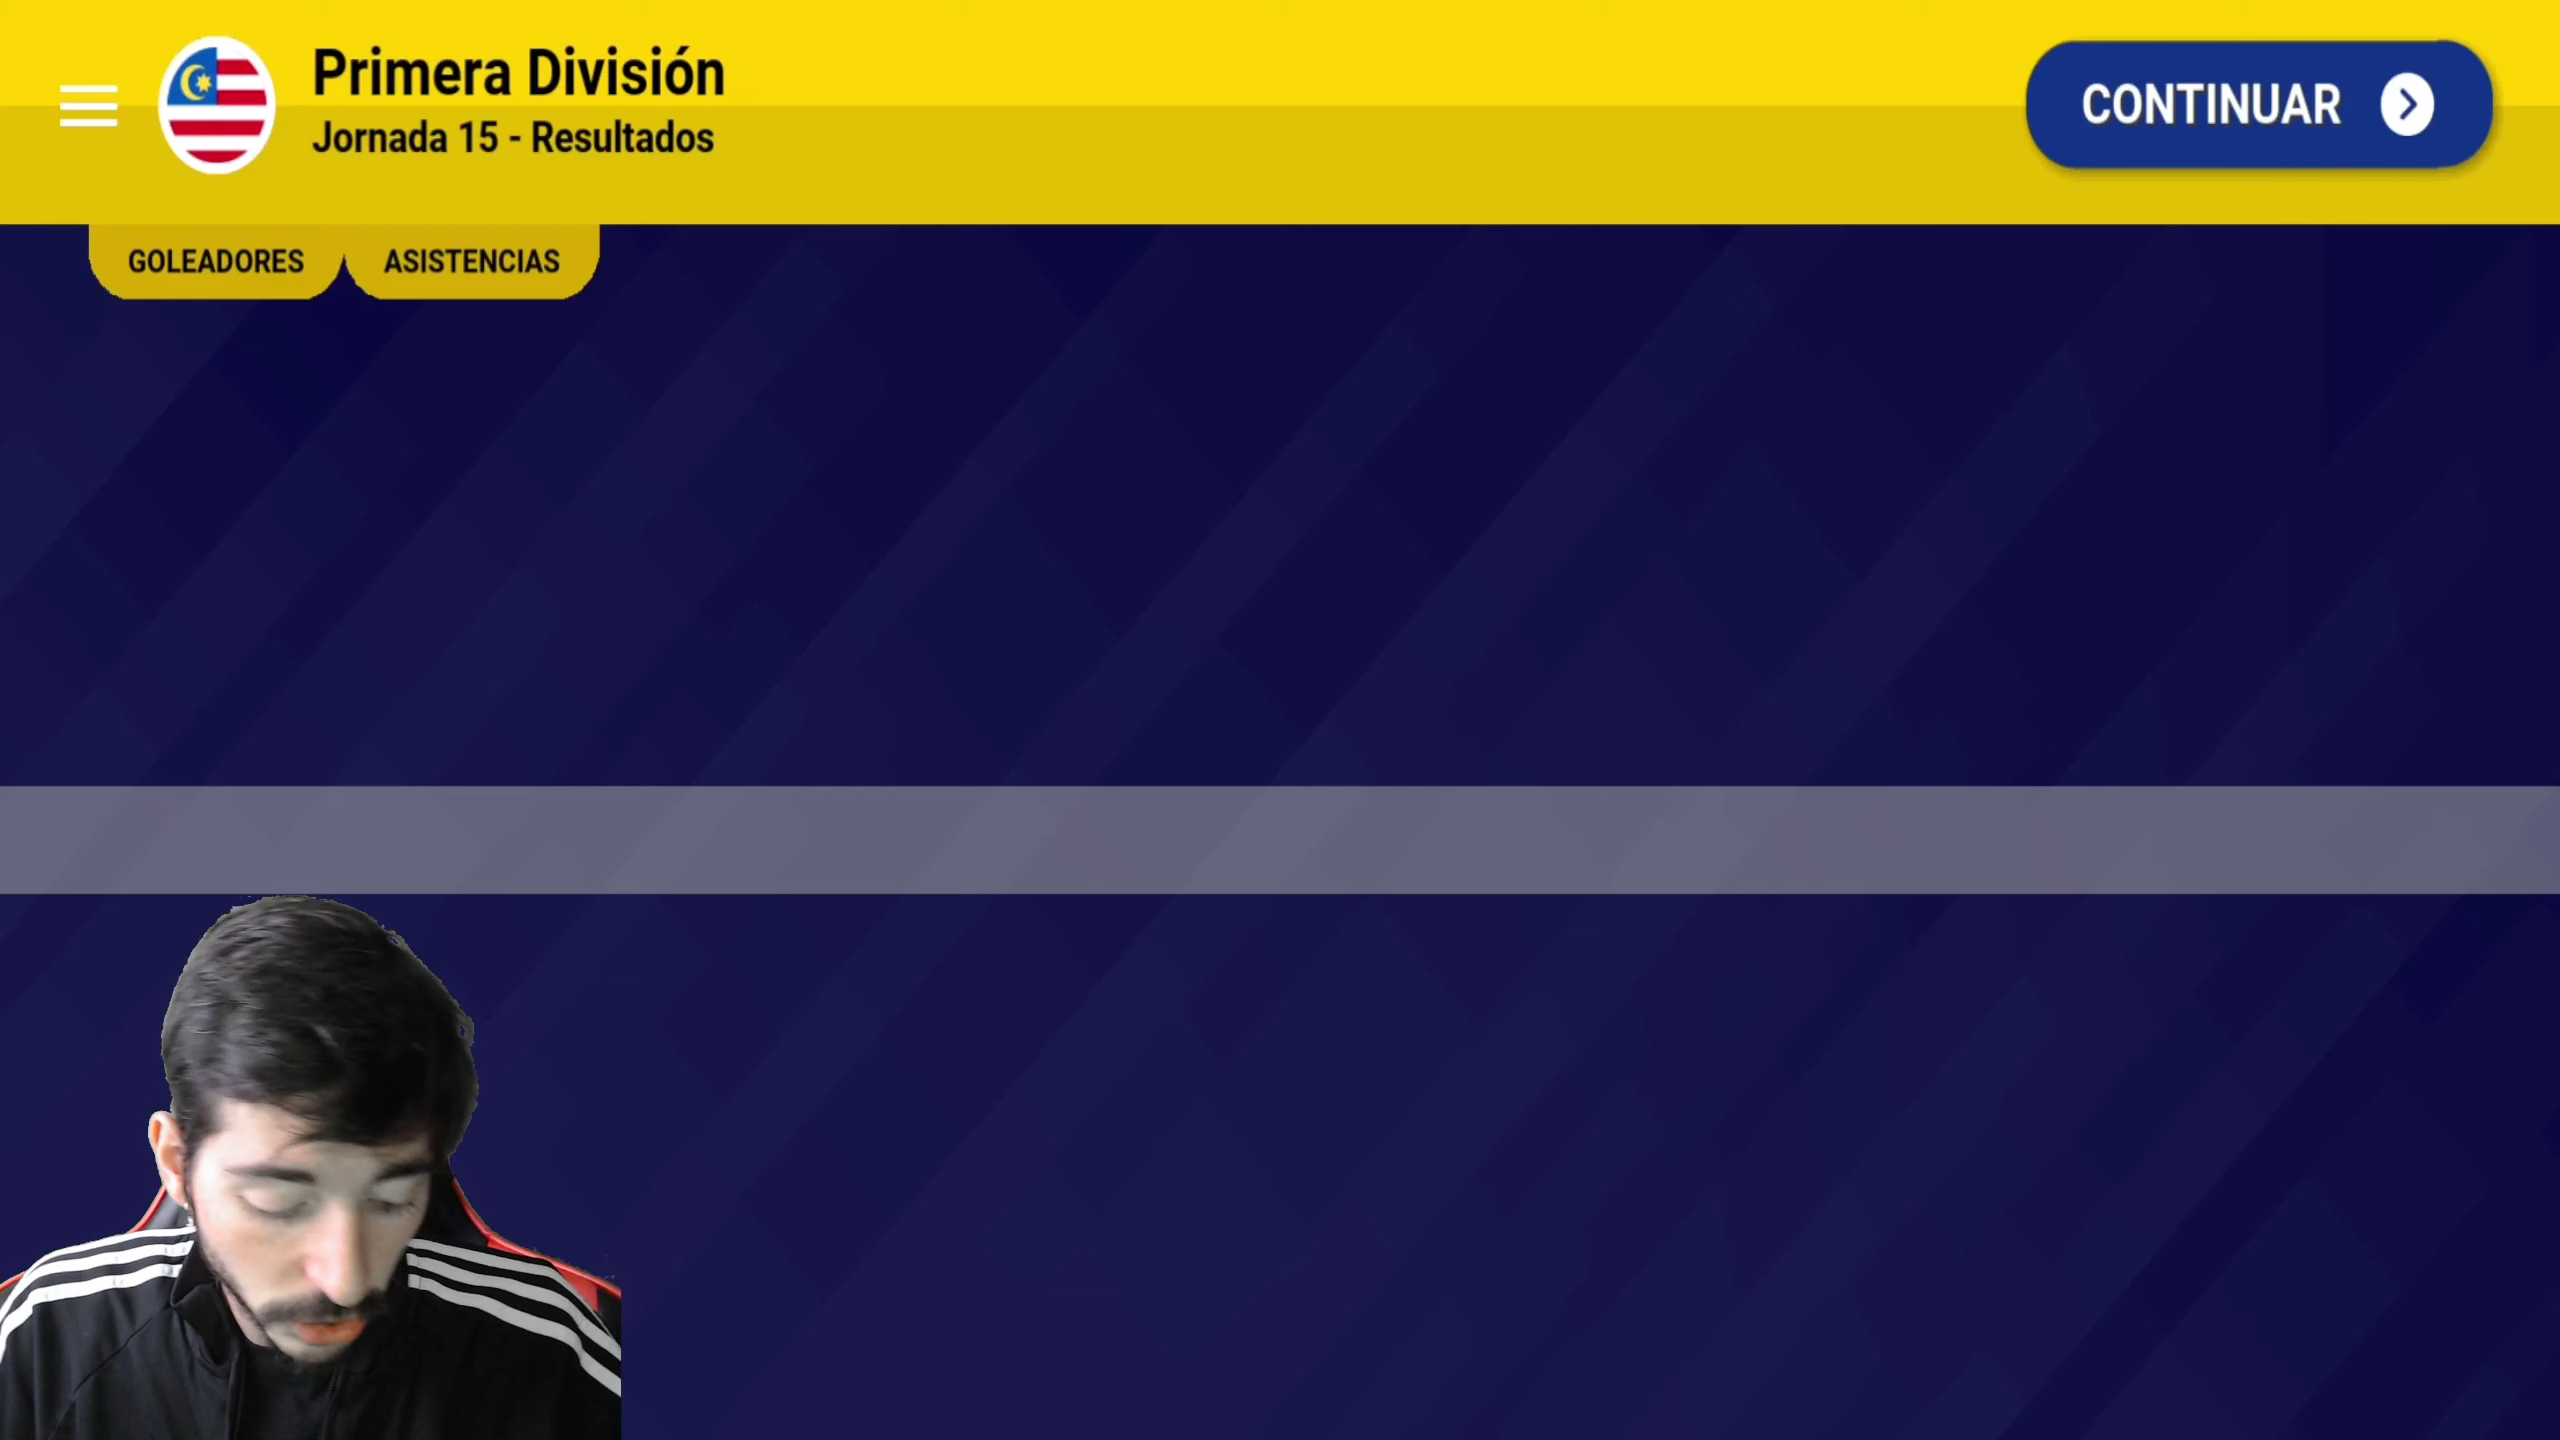 Primera División
Jornada 15 - Resultados
CONTINUAR
GOLEADORES
ASISTENCIAS